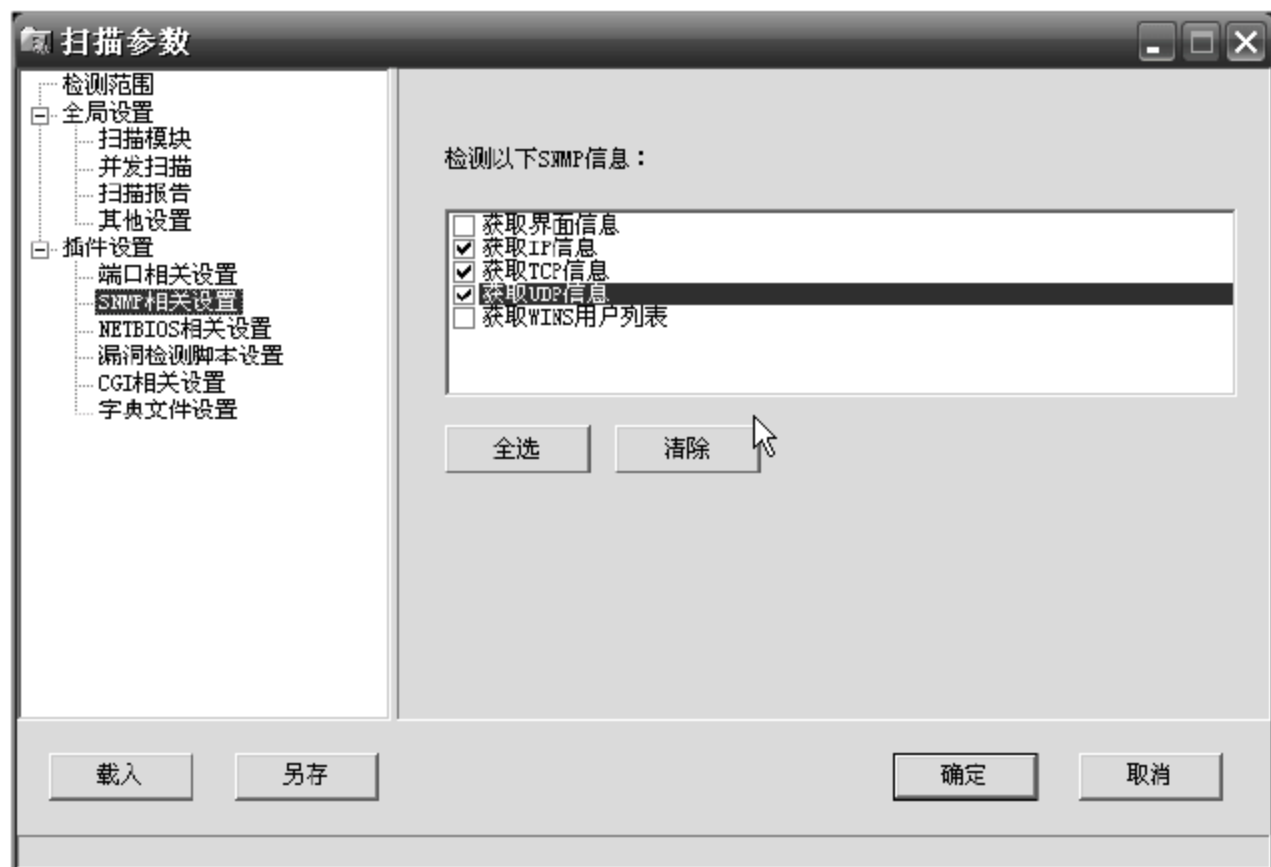 扫描参数
检测范围
全局设置
扫描模块
并发扫描
扫描报告
其他设置
插件设置
端口相关设置
SNMP相关设置
NETBIOS相关设置
漏洞检测脚本设置
CGI相关设置
字典文件设置
检测以下SNMP信息：
获取界面信息
获取IP信息
获取TCP信息
获取UDP信息
获取WINS用户列表
全选 清除
载入 另存 确定 取消